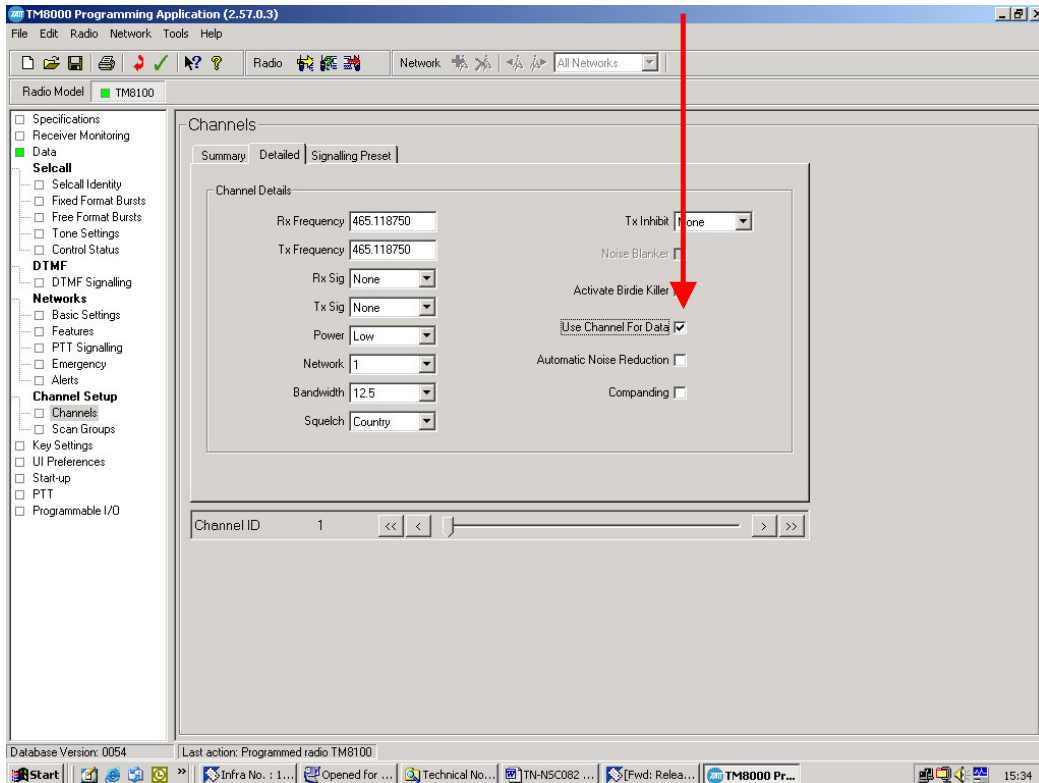 TM8000 Programming Application (2.57.0.3)
File Edit Radio Network Tools Help
Radio Network All Networks
Radio Model TM8100
Specifications
Receiver Monitoring
Data
Selcall
Selcall Identity
Fixed Format Bursts
Free Format Bursts
Tone Settings
Control Status
DTMF
DTMF Signalling
Networks
Basic Settings
Features
PTT Signalling
Emergency
Alerts
Channel Setup
Channels
Scan Groups
Key Settings
UI Preferences
Start-up
PTT
Programmable I/O
Channels
Summary Detailed Signalling Preset
Channel Details
Rx Frequency 465.118750
Tx Frequency 465.118750
Rx Sig None
Tx Sig None
Power Low
Network 1
Bandwidth 12.5
Squelch Country
Tx Inhibit None
Noise Blanker
Activate Birdie Killer
Use Channel For Data
Automatic Noise Reduction
Companding
Channel ID 1 << < > >>
Database Version: 0054 Last action: Programmed radio TM8100
Start » Infra No. : 1... Opened for ... Technical No... TN-NSC082 ... [Fwd: Relea... TM8000 Pr... 15:34